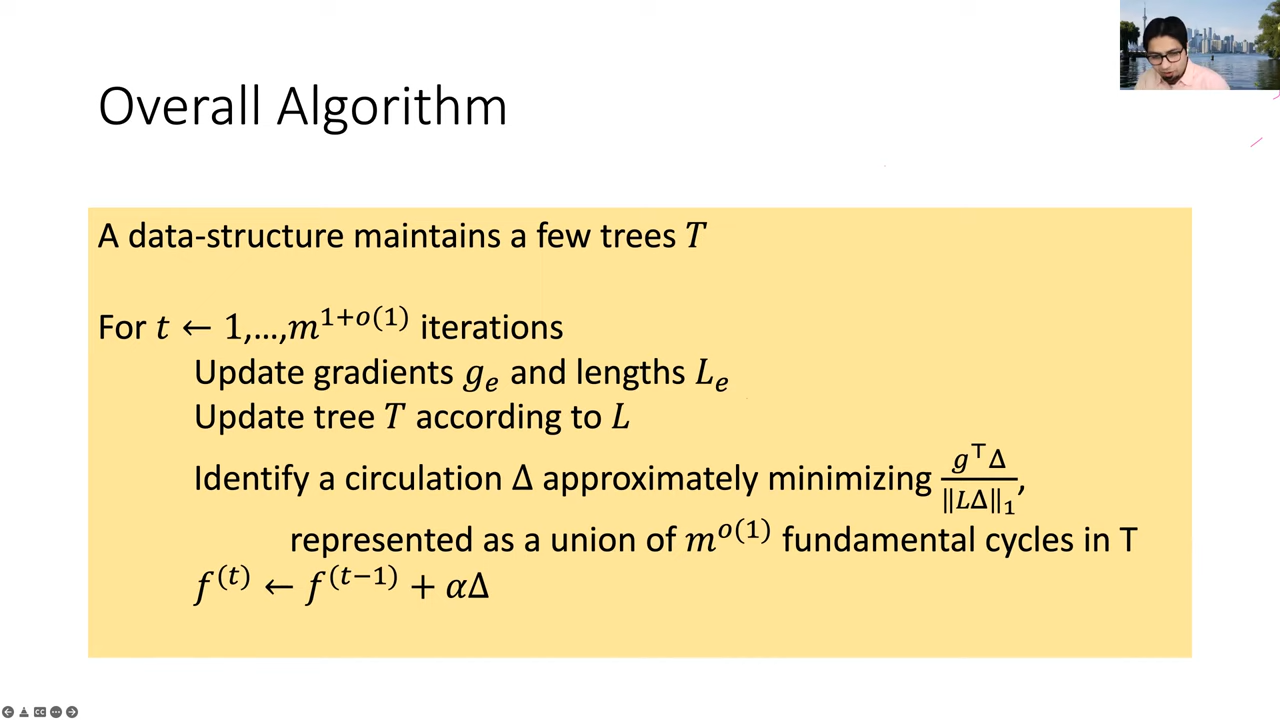 Overall Algorithm
A data-structure maintains a few trees T
For t ← 1,…,m^{1+o(1)} iterations
Update gradients g_e and lengths L_e
Update tree T according to L
Identify a circulation Δ approximately minimizing \frac{g^⊤Δ}{‖LΔ‖_1},
represented as a union of m^{o(1)} fundamental cycles in T
f^{(t)} ← f^{(t−1)} + αΔ